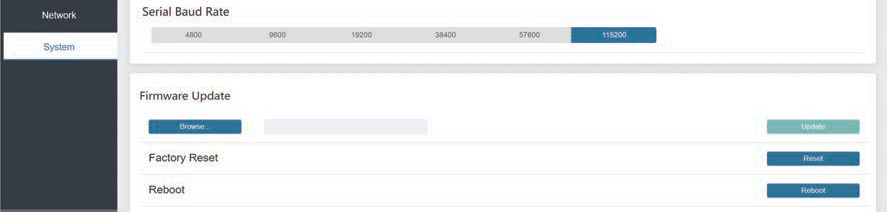 Network
System
Serial Baud Rate
4800 9600 19200 38400 57600 115200
Firmware Update
Browse... Update
Factory Reset Reset
Reboot Reboot